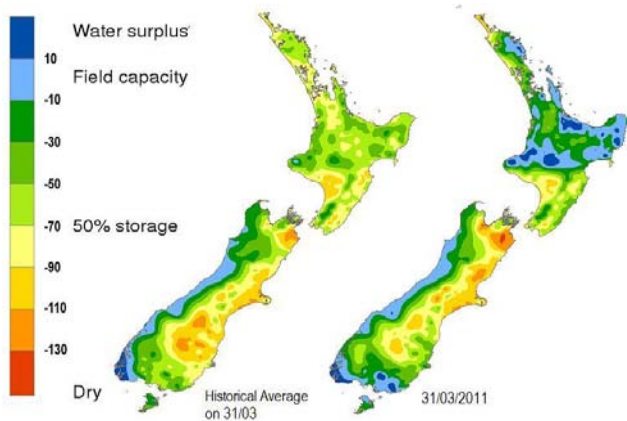 Water surplus
10
Field capacity
-10
-30
-50
50% storage
-70
-90
-110
-130
Dry
Historical Average
on 31/03
31/03/2011